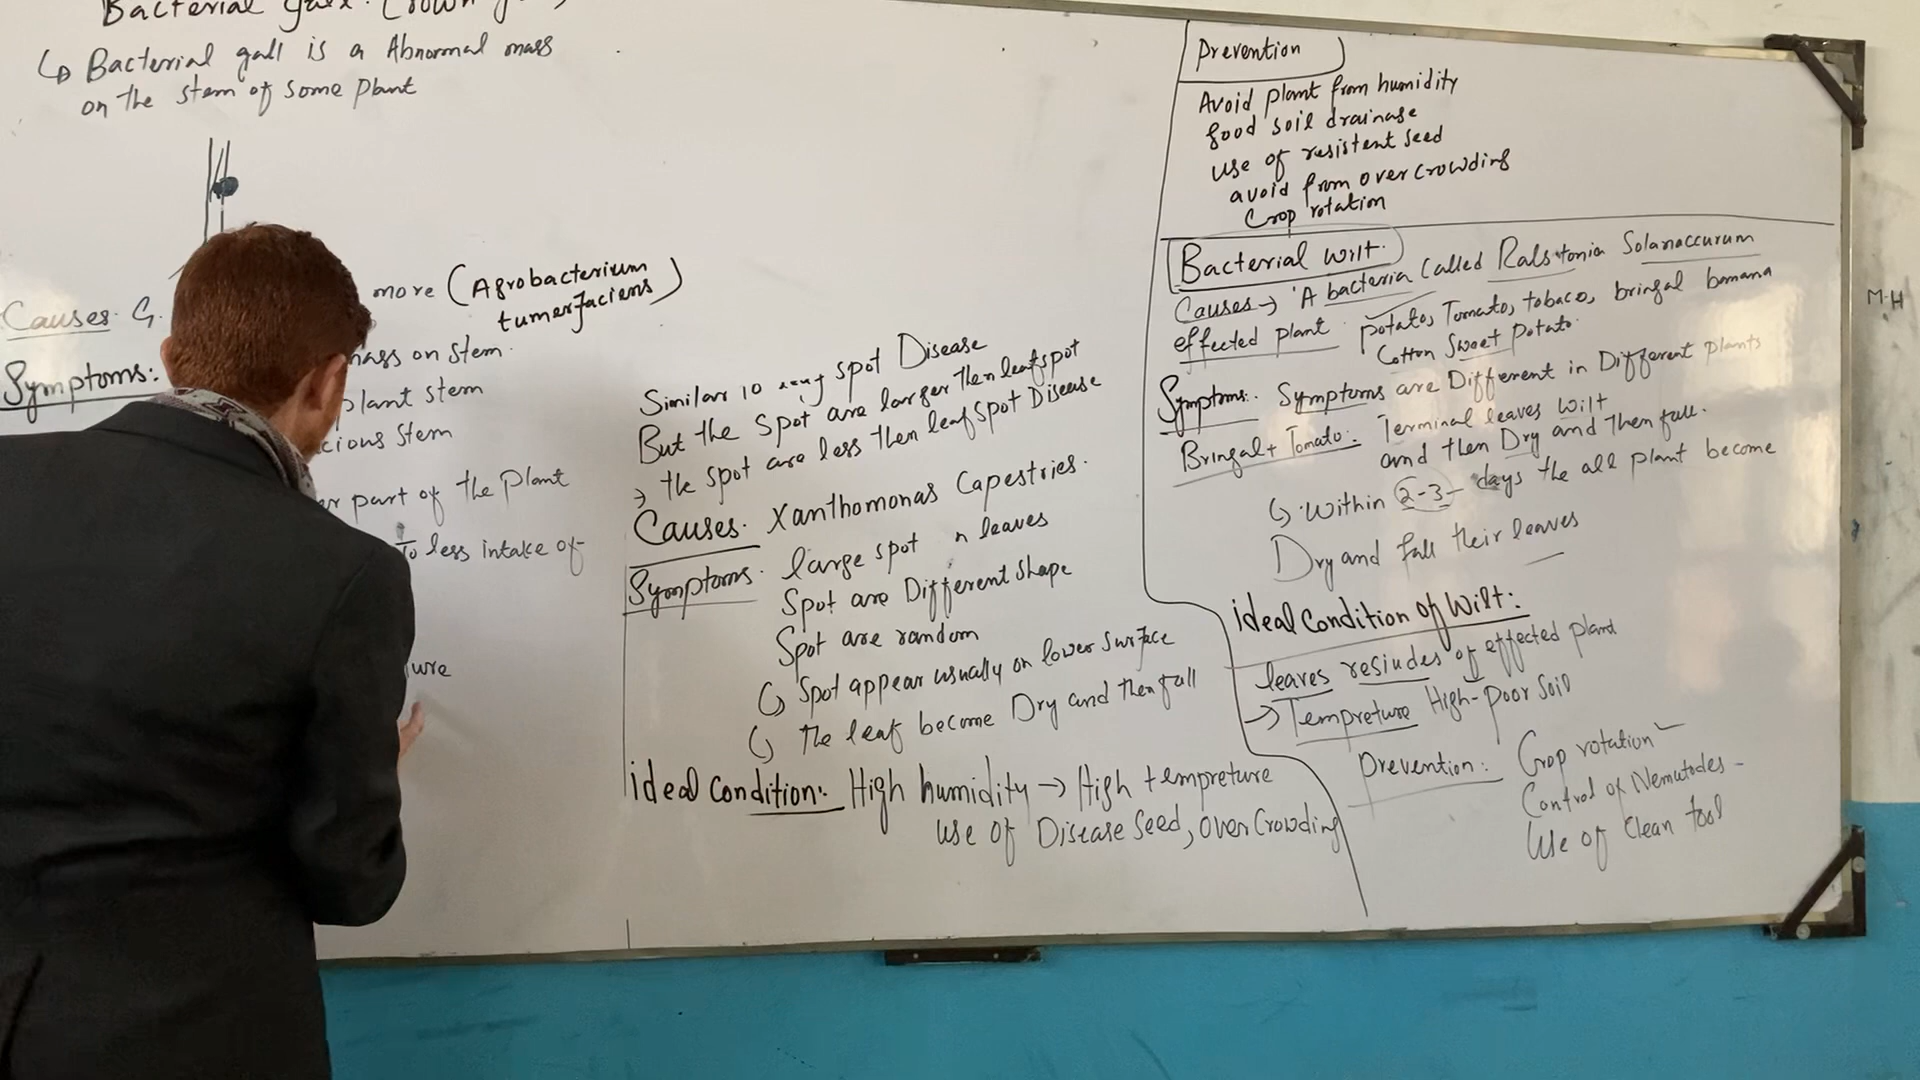 Bacterial gall
Bacterial gall is a Abnormal mass
on the stem of some plant
Causes: G. more (Agrobacterium
tumerfaciens)
Symptoms: mass on stem.
plant stem
cious stem
er part of the plant
To less intake of
ure
Similar to spot Disease
But the spot are larger then leafspot
→ the spot are less then leafspot Disease
Causes. Xanthomonas Capestries.
Symptoms. large spot n leaves
Spot are Different shape
Spot are random
Spot appear usually on lower surface
The leaf become Dry and then fall
ideal Condition:. High humidity → High tempreture
use of Disease Seed, Over Crowding
Prevention
Avoid plant from humidity
good soil drainase
use of resistent seed
avoid from over crowding
Crop rotation
Bacterial wilt.
Causes → A bacteria called Ralstonia Solanaccurum
effected plant. potato, Tomato, tobaco, bringal banana
Cotton Sweet Potato.
Symptoms:. Symptoms are Different in Different plants
Bringal + Tomato:. Terminal leaves wilt
and then Dry and then fall.
Within 2-3- days the all plant become
Dry and fall their leaves
ideal Condition of Wilt:
leaves resiudes of effected plant
→ Tempreture High-poor soil
Prevention: Crop rotation
Control of Nematodes -
Use of clean tool
M.H